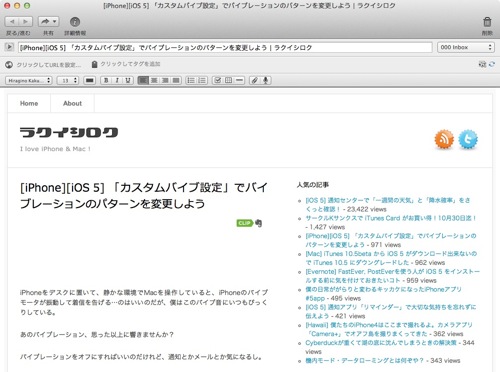 [iPhone][iOS 5] 「カスタムバイブ設定」でバイブレーションのパターンを変更しよう | ラクイシロク
戻る/進む
共有
詳細情報
削除
[iPhone][iOS 5] 「カスタムバイブ設定」でバイブレーションのパターンを変更しよう | ラクイシロク
000 Inbox
クリックしてURLを設定...
クリックしてタグを追加
Hiragino Kaku...
13
B
I
U
Home
About
ラクイシロク
I love iPhone & Mac !
[iPhone][iOS 5] 「カスタムバイブ設定」でバイ
ブレーションのパターンを変更しよう
CLIP
iPhoneをデスクに置いて、静かな環境でMacを操作していると、iPhoneのバイブ
モータが振動して着信を告げる…のはいいのだが、僕はこのバイブ音にいつもびっく
りしている。
あのバイブレーション、思った以上に響きませんか？
バイブレーションをオフにすればいいのだけれど、通知とかメールとか気になるし。
人気の記事
[iOS 5] 通知センターで「一週間の天気」と「降水確率」をさ
くっと確認！ - 23,422 views
サークルKサンクスで iTunes Card がお買い得！10月30日迄！
- 1,427 views
[iPhone][iOS 5] 「カスタムバイブ設定」でバイブレーション
のパターンを変更しよう - 971 views
[Mac] iTunes 10.5beta から iOS 5 がダウンロード出来ないの
で iTunes 10.5 にダウングレードした - 962 views
[Evernote] FastEver, PostEverを使う人が iOS 5 をインストー
ルする前に気を付けておきたいコト - 959 views
僕の日常ががらりと変わるキッカケになったiPhoneアプリ
#5app - 495 views
[iOS 5] 通知アプリ「リマインダー」で大切な気持ちを忘れずに
伝えよう - 421 views
[Hawaii] 僕たちのiPhone4はここまで撮れるよ。カメラアプリ
「Camera+」でオアフ島を撮りまくってきた - 362 views
Cyberduckが重くて湖の底に沈んでしまうときの解決策 - 344
views
機内モード・データローミングとは何ぞや？ - 343 views